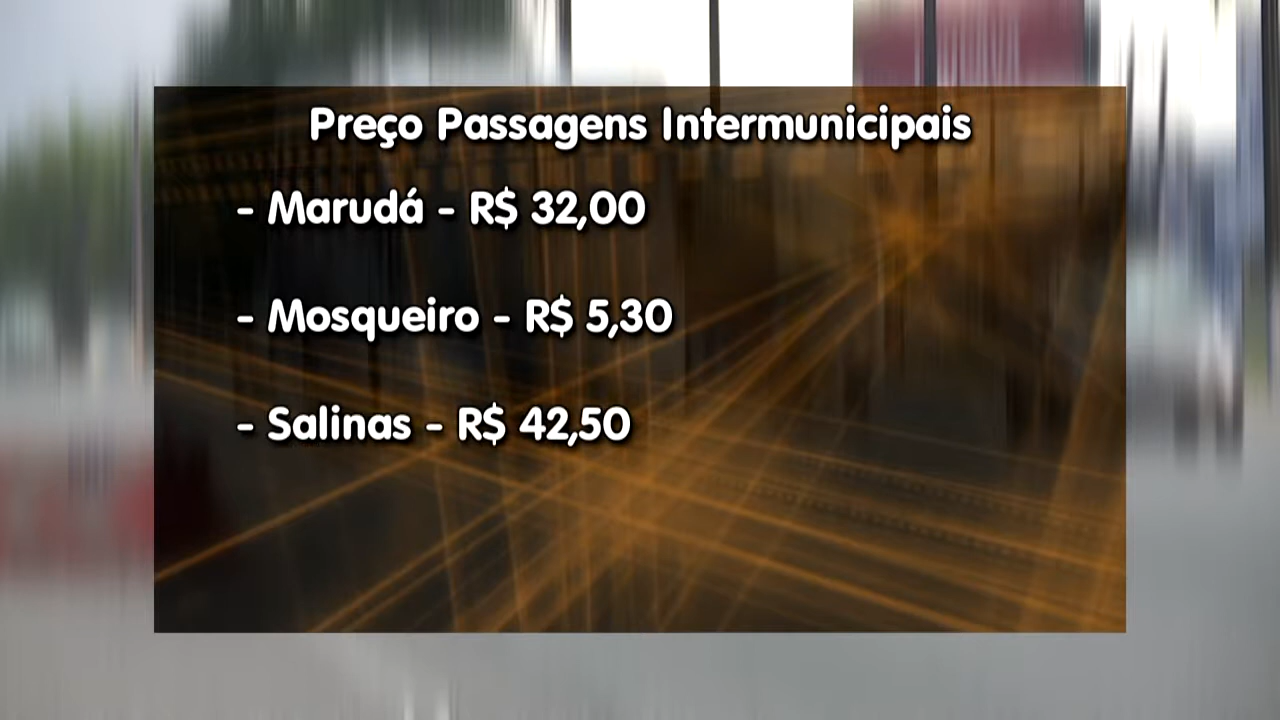 Preço Passagens Intermunicipais
- Marudá - R$ 32,00
- Mosqueiro - R$ 5,30
- Salinas - R$ 42,50